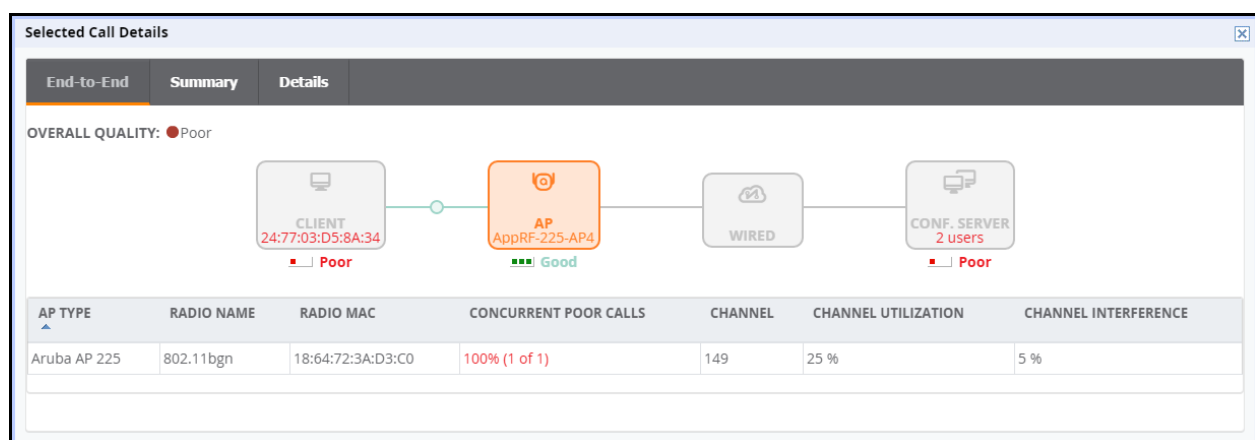 Selected Call Details
End-to-End Summary Details
OVERALL QUALITY: Poor
CLIENT
24:77:03:D5:8A:34
Poor
AP
AppRF-225-AP4
Good
WIRED
CONF. SERVER
2 users
Poor
AP TYPE RADIO NAME RADIO MAC CONCURRENT POOR CALLS CHANNEL CHANNEL UTILIZATION CHANNEL INTERFERENCE
Aruba AP 225 802.11bgn 18:64:72:3A:D3:C0 100% (1 of 1) 149 25 % 5 %